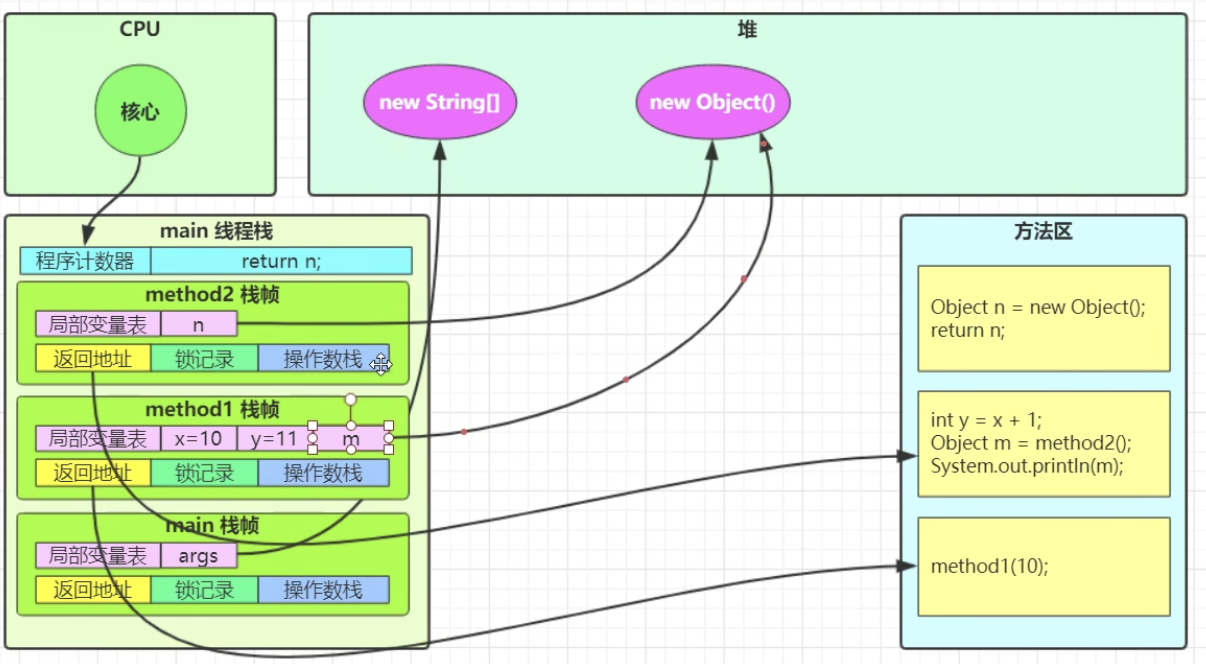 CPU
核心
堆
new String[]
new Object()
main 线程栈
程序计数器 return n;
method2 栈帧
局部变量表 n
返回地址 锁记录 操作数栈
method1 栈帧
局部变量表 x=10 y=11 m
返回地址 锁记录 操作数栈
main 栈帧
局部变量表 args
返回地址 锁记录 操作数栈
方法区
Object n = new Object();
return n;
int y = x + 1;
Object m = method2();
System.out.println(m);
method1(10);